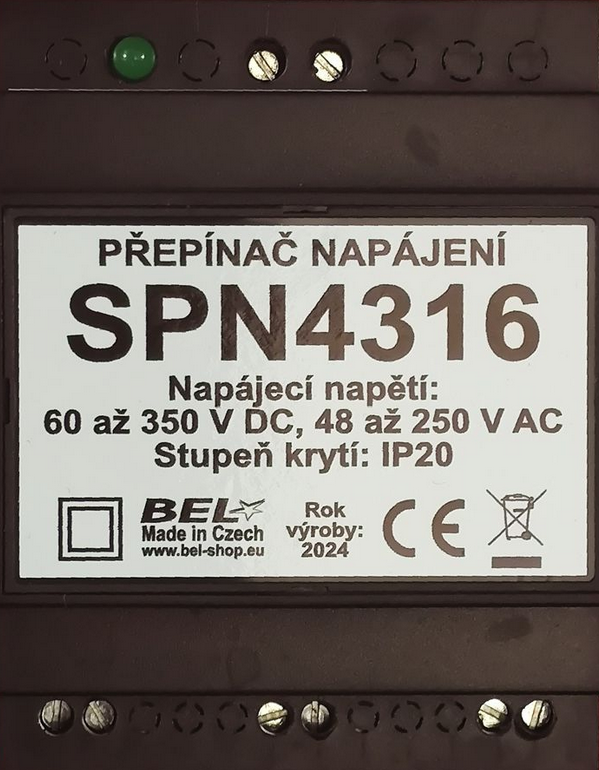 PŘEPÍNAČ NAPÁJENÍ
SPN4316
Napájecí napětí:
60 až 350 V DC, 48 až 250 V AC
Stupeň krytí: IP20
BEL
Made in Czech
www.bel-shop.eu
Rok
výroby:
2024
CE